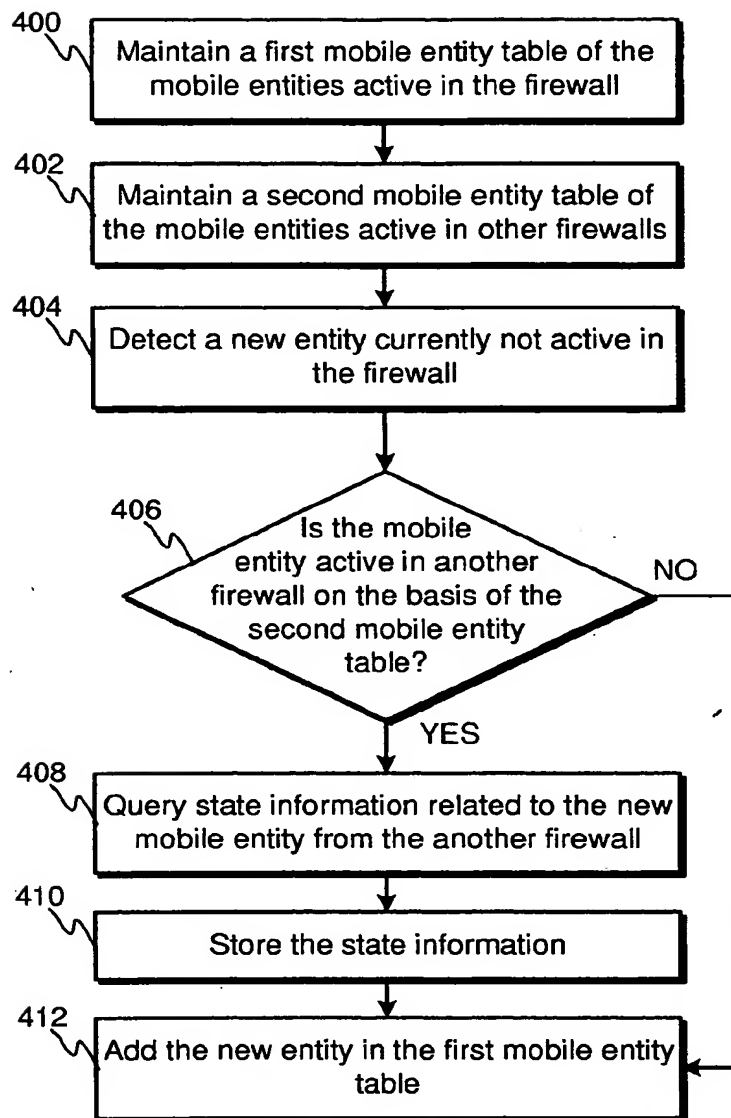 400
Maintain a first mobile entity table of the
mobile entities active in the firewall
402
Maintain a second mobile entity table of
the mobile entities active in other firewalls
404
Detect a new entity currently not active in
the firewall
406
Is the mobile
entity active in another
firewall on the basis of the
second mobile entity
table?
NO
YES
408
Query state information related to the new
mobile entity from the another firewall
410
Store the state information
412
Add the new entity in the first mobile entity
table